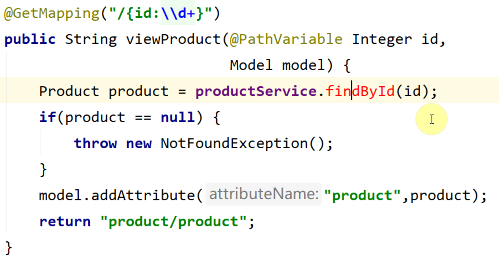 @GetMapping("/{id:\\d+}")
public String viewProduct(@PathVariable Integer id,
Model model) {
Product product = productService.findById(id);
if(product == null) {
throw new NotFoundException();
}
model.addAttribute( attributeName: "product",product);
return "product/product";
}